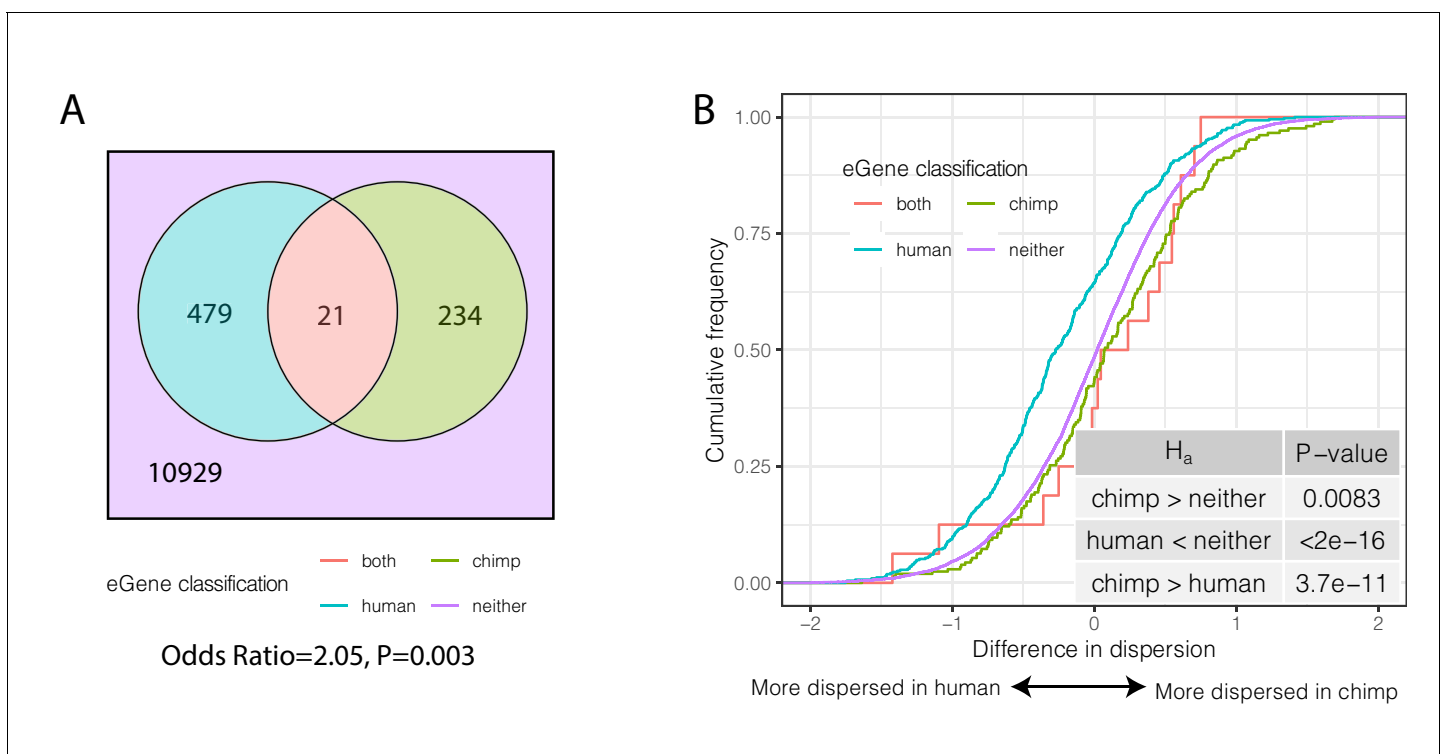 A
479
21
234
10929
eGene classification
both
chimp
human
neither
Odds Ratio=2.05, P=0.003
B
eGene classification
both
chimp
human
neither
Cumulative frequency
1.00
0.75
0.50
0.25
0.00
Ha P−value
chimp > neither 0.0083
human < neither <2e−16
chimp > human 3.7e−11
−2 −1 0 1 2
Difference in dispersion
More dispersed in human More dispersed in chimp